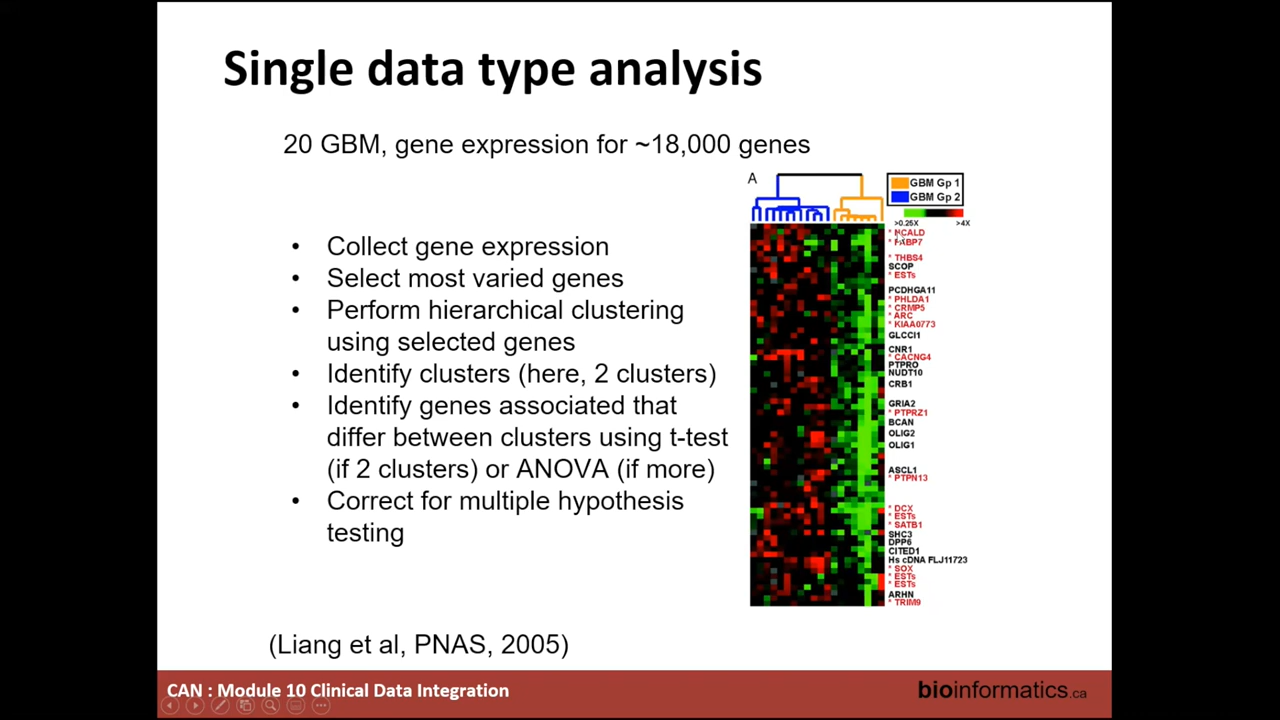 Single data type analysis
20 GBM, gene expression for ~18,000 genes
• Collect gene expression
• Select most varied genes
• Perform hierarchical clustering
using selected genes
• Identify clusters (here, 2 clusters)
• Identify genes associated that
differ between clusters using t-test
(if 2 clusters) or ANOVA (if more)
• Correct for multiple hypothesis
testing
(Liang et al, PNAS, 2005)
A
GBM Gp 1
GBM Gp 2
>0.25X >4X
* NCALD
* FABP7
* THBS4
SCOP
* ESTs
PCDHGA11
* PHLDA1
* CRMP5
* ARC
* KIAA0773
GLCCI1
CNR1
* CACNG4
PTPRO
NUDT10
CRB1
GRIA2
* PTPRZ1
BCAN
OLIG2
OLIG1
ASCL1
* PTPN13
* DCX
* ESTs
* SATB1
SHC3
DPP6
CITED1
Hs cDNA FLJ11723
* SOX
* ESTs
* ESTs
ARHN
* TRIM9
CAN : Module 10 Clinical Data Integration
bioinformatics.ca